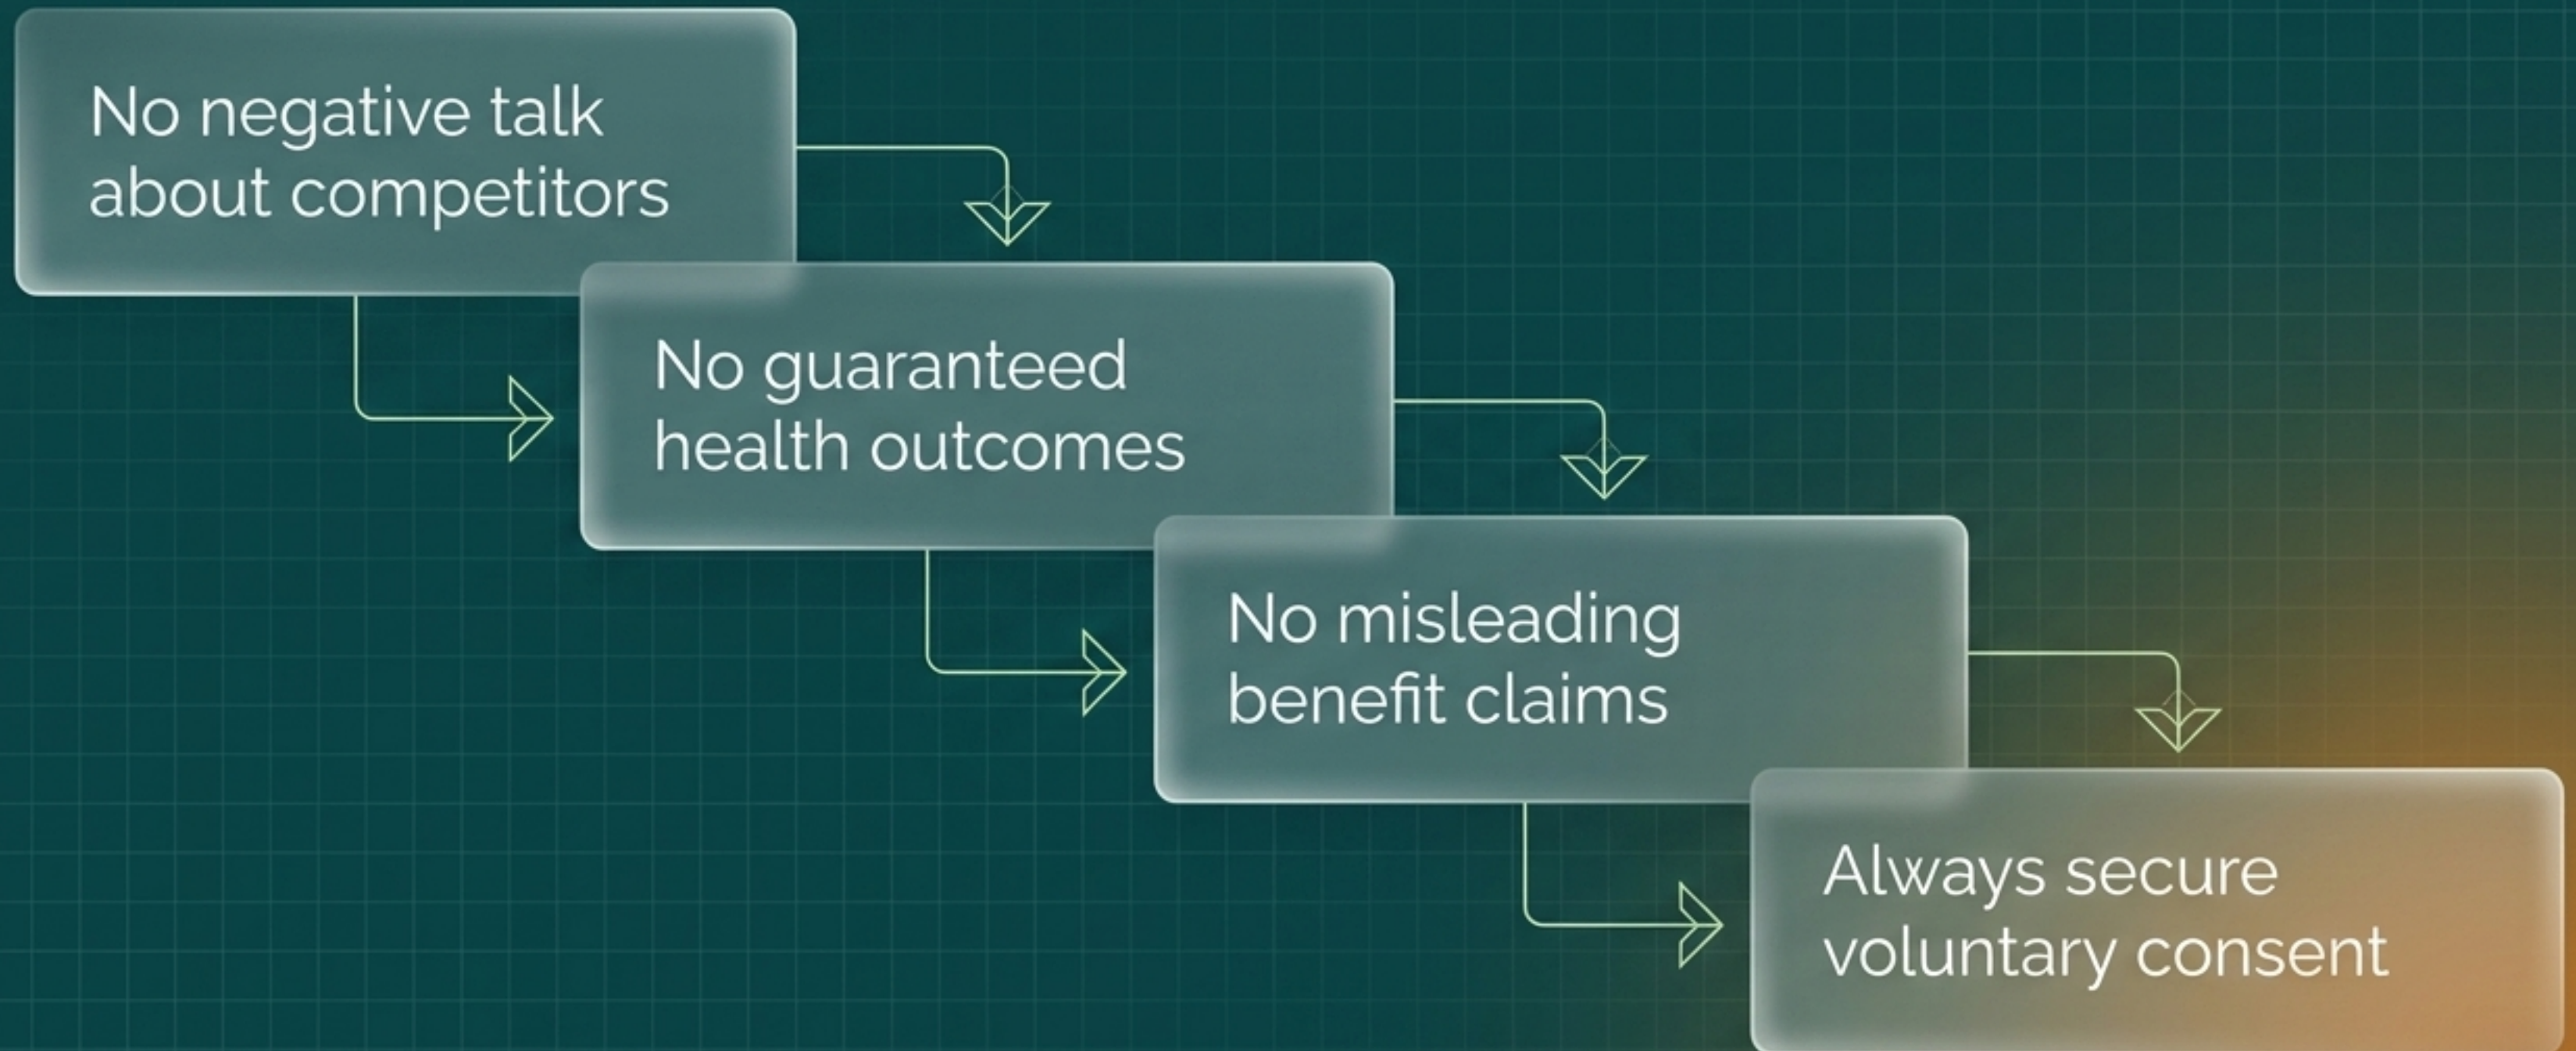 No negative talk
about competitors
No guaranteed
health outcomes
No misleading
benefit claims
Always secure
voluntary consent